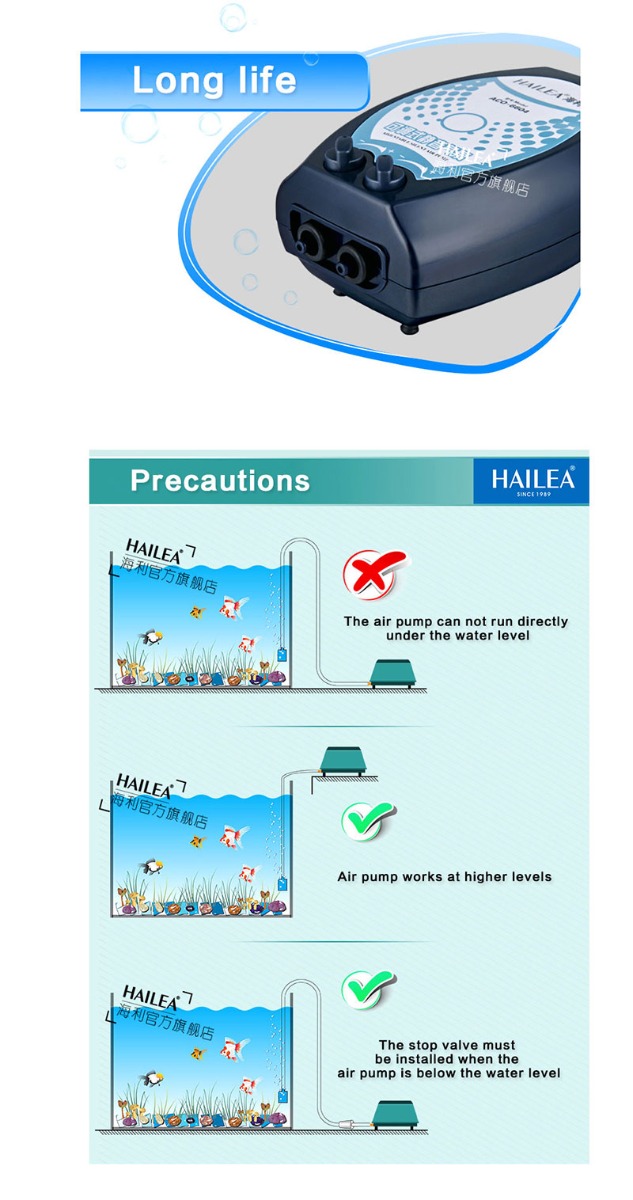 Long life
HAILEA®
ACO-6604
HAILEA
海利官方旗舰店
Precautions
HAILEA®
SINCE 1989
HAILEA®
海利官方旗舰店
The air pump can not run directly
under the water level
HAILEA®
海利官方旗舰店
Air pump works at higher levels
HAILEA®
海利官方旗舰店
The stop valve must
be installed when the
air pump is below the water level